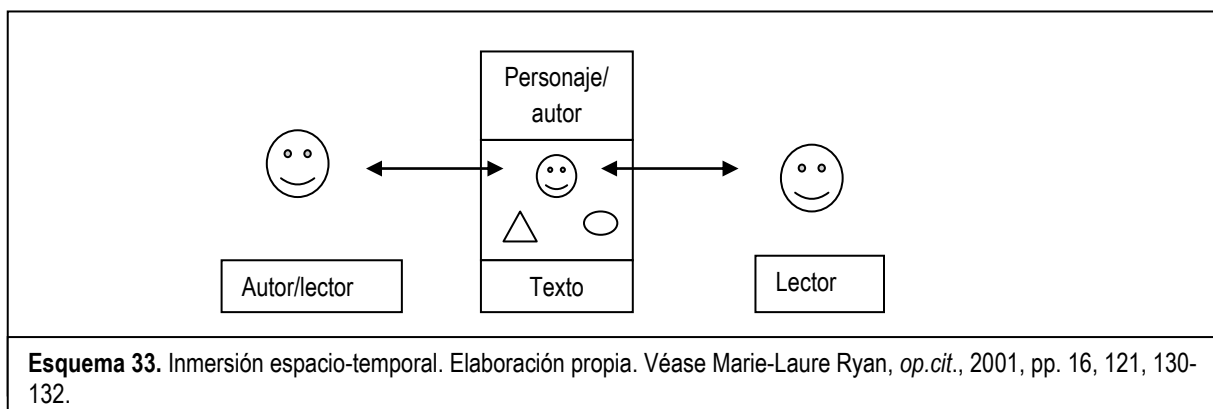 Personaje/
autor
Autor/lector
Texto
Lector
Esquema 33. Inmersión espacio-temporal. Elaboración propia. Véase Marie-Laure Ryan, op.cit., 2001, pp. 16, 121, 130-
132.